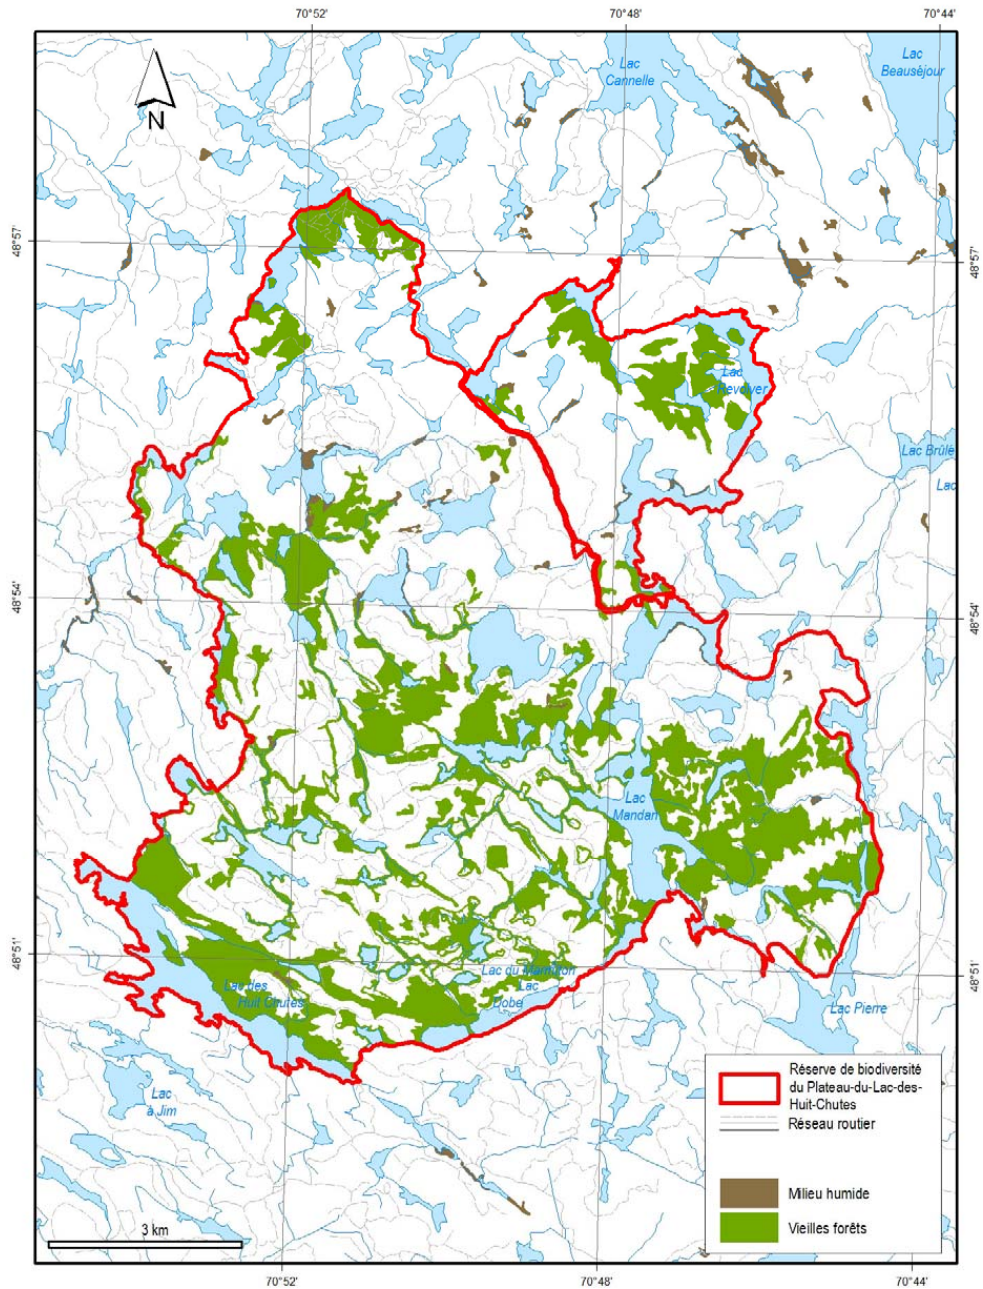 70°52'
70°48'
70°44'
Lac
Cannelle
Lac
Beauséjour
N
48°57'
48°57'
Lac
Revolver
Lac Brûlé
Lac
48°54'
48°54'
Lac
Mandan
48°51'
48°51'
Lac des
Huit Chutes
Lac du Marmiton
Lac
Dobe
Lac Pierre
Lac
à Jim
Réserve de biodiversité
du Plateau-du-Lac-des-
Huit-Chutes
Réseau routier
Milieu humide
Vieilles forêts
3 km
70°52'
70°48'
70°44'